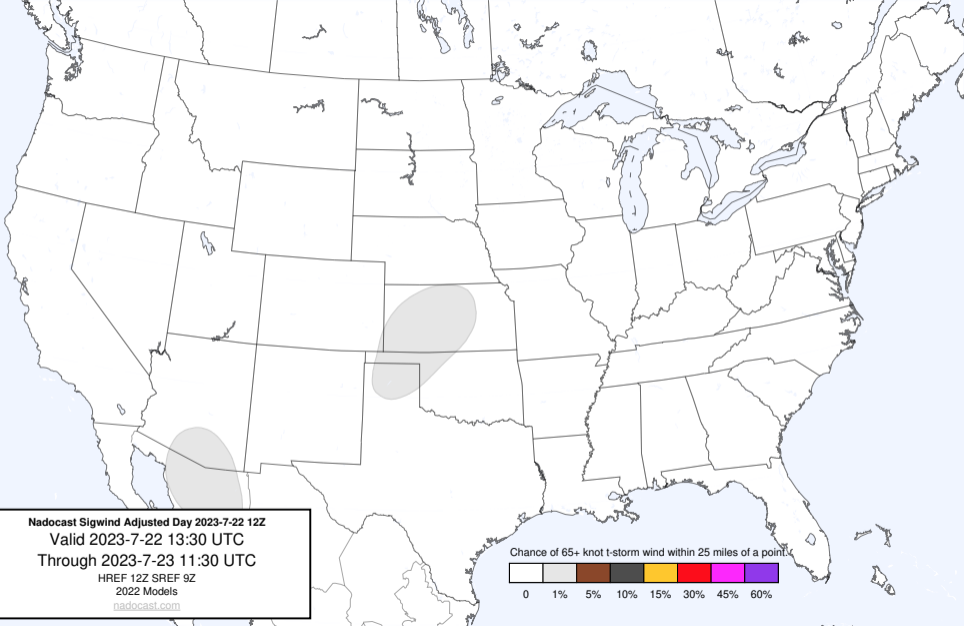 Nadocast Sigwind Adjusted Day 2023-7-22 12Z
Valid 2023-7-22 13:30 UTC
Through 2023-7-23 11:30 UTC
HREF 12Z SREF 9Z
2022 Models
nadocast.com
Chance of 65+ knot t-storm wind within 25 miles of a point.
0 1% 5% 10% 15% 30% 45% 60%